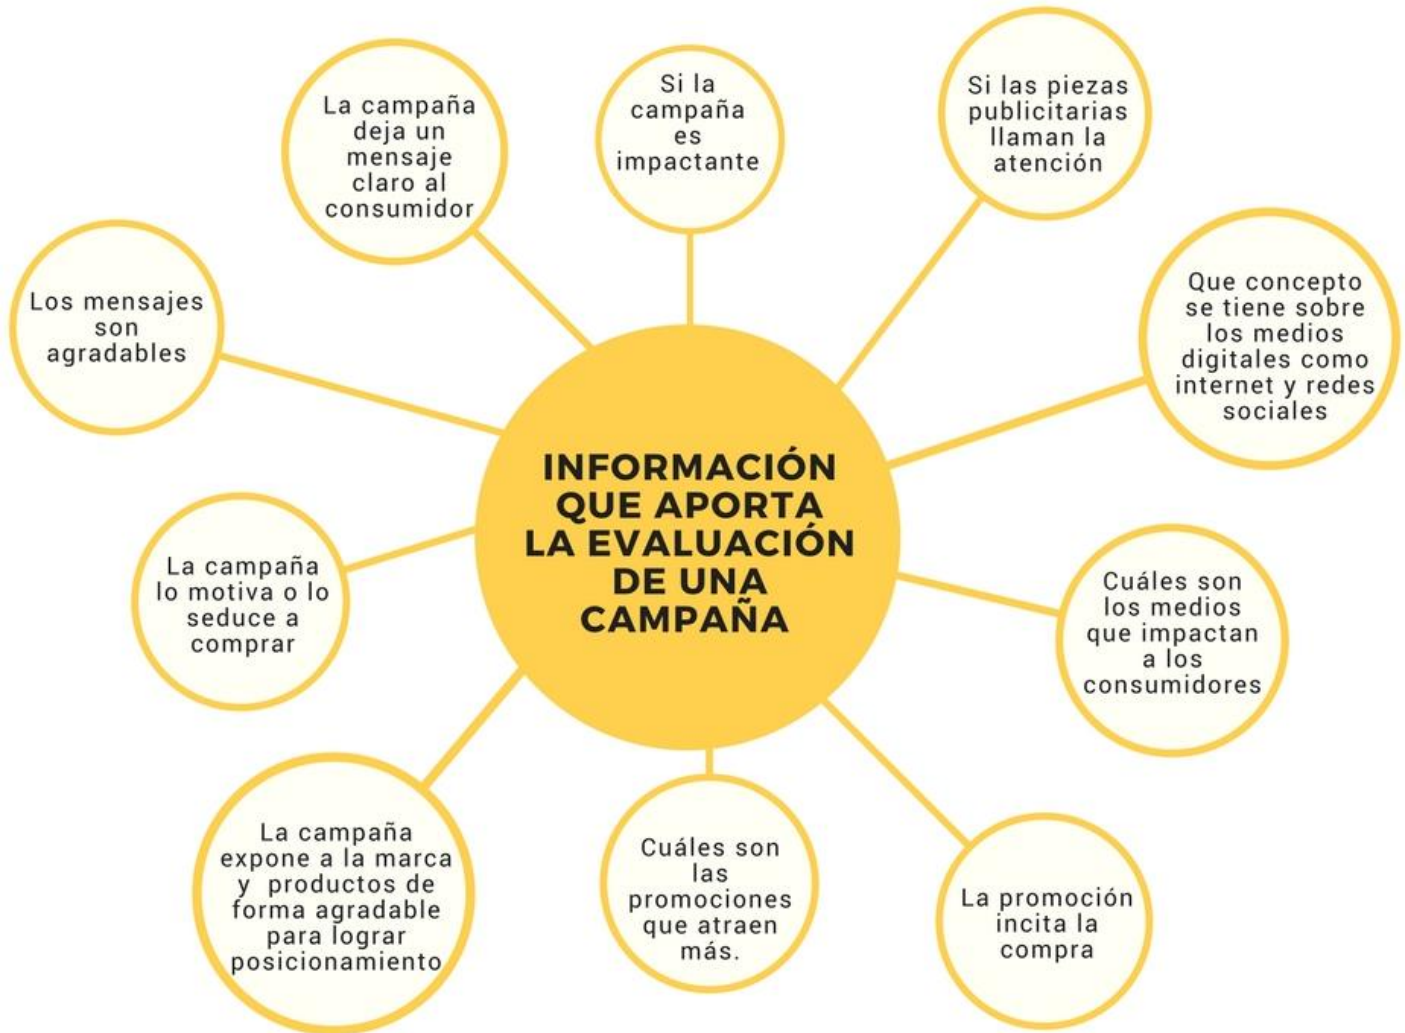 Si la
campaña
es
impactante
Si las piezas
publicitarias
llaman la
atención
Que concepto
se tiene sobre
los medios
digitales como
internet y redes
sociales
Cuáles son
los medios
que impactan
a los
consumidores
La promoción
incita la
compra
Cuáles son
las
promociones
que atraen
más.
La campaña
expone a la marca
y productos de
forma agradable
para lograr
posicionamiento
La campaña
lo motiva o lo
seduce a
comprar
Los mensajes
son
agradables
La campaña
deja un
mensaje
claro al
consumidor
INFORMACIÓN
QUE APORTA
LA EVALUACIÓN
DE UNA
CAMPAÑA